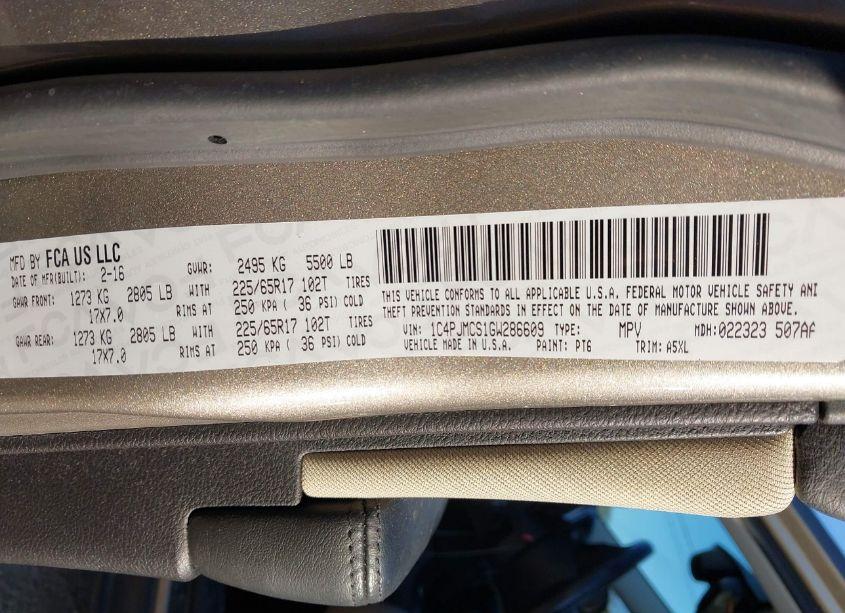 MFD BY FCA US LLC
DATE OF MFR(BUILT): 2-16
GVWR: 2495 KG 5500 LB
GAWR FRONT: 1273 KG 2805 LB WITH 225/65R17 102T TIRES
17X7.0 RIMS AT 250 KPA ( 36 PSI) COLD
GAWR REAR: 1273 KG 2805 LB WITH 225/65R17 102T TIRES
17X7.0 RIMS AT 250 KPA ( 36 PSI) COLD
THIS VEHICLE CONFORMS TO ALL APPLICABLE U.S.A. FEDERAL MOTOR VEHICLE SAFETY AND
THEFT PREVENTION STANDARDS IN EFFECT ON THE DATE OF MANUFACTURE SHOWN ABOVE.
VIN: 1C4PJMCS1GW286609 TYPE: MPV MDH: 022323 507AA
VEHICLE MADE IN U.S.A. PAINT: PT6 TRIM: A5XL